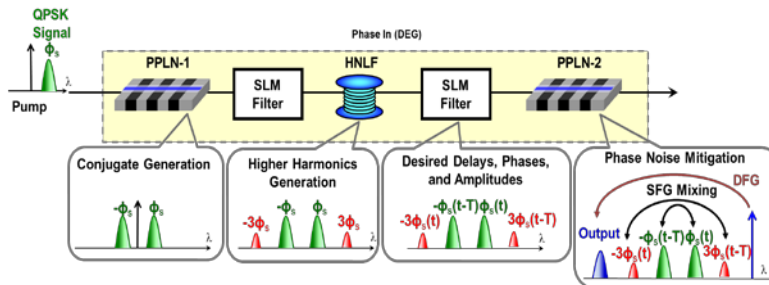 QPSK
Signal
ϕs
λ
Pump
Phase In (DEG)
PPLN-1
SLM
Filter
HNLF
SLM
Filter
PPLN-2
Conjugate Generation
-ϕs
ϕs
λ
Higher Harmonics
Generation
-3ϕs
-ϕs
ϕs
3ϕs
λ
Desired Delays, Phases,
and Amplitudes
-3ϕs(t)
-ϕs(t-T)
ϕs(t)
3ϕs(t-T)
λ
Phase Noise Mitigation
DFG
SFG Mixing
Output
-3ϕs(t)
-ϕs(t-T)
ϕs(t)
3ϕs(t-T)
λ